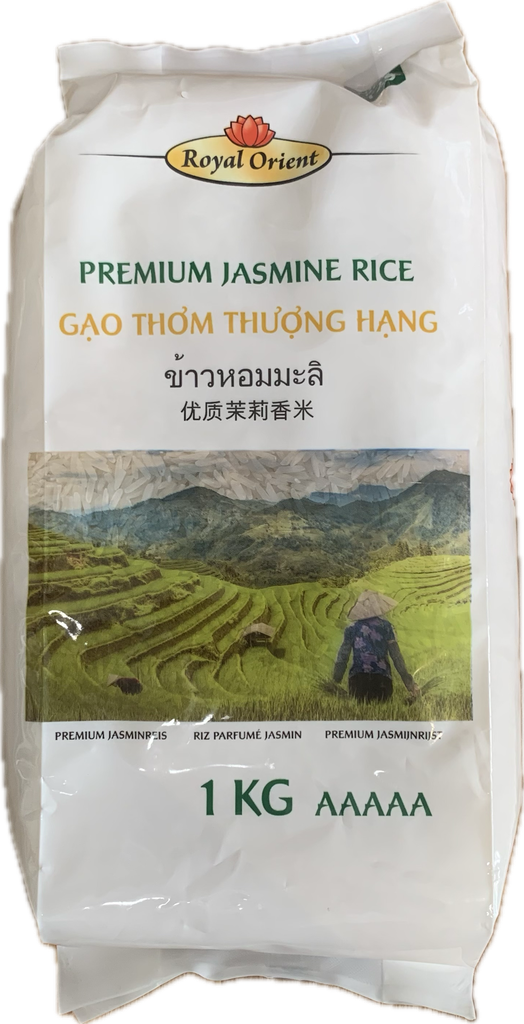 Royal Orient
PREMIUM JASMINE RICE
GẠO THƠM THƯỢNG HẠNG
ข้าวหอมมะลิ
优质茉莉香米
PREMIUM JASMINREIS RIZ PARFUMÉ JASMIN PREMIUM JASMIJNRIJST
1 KG AAAAA